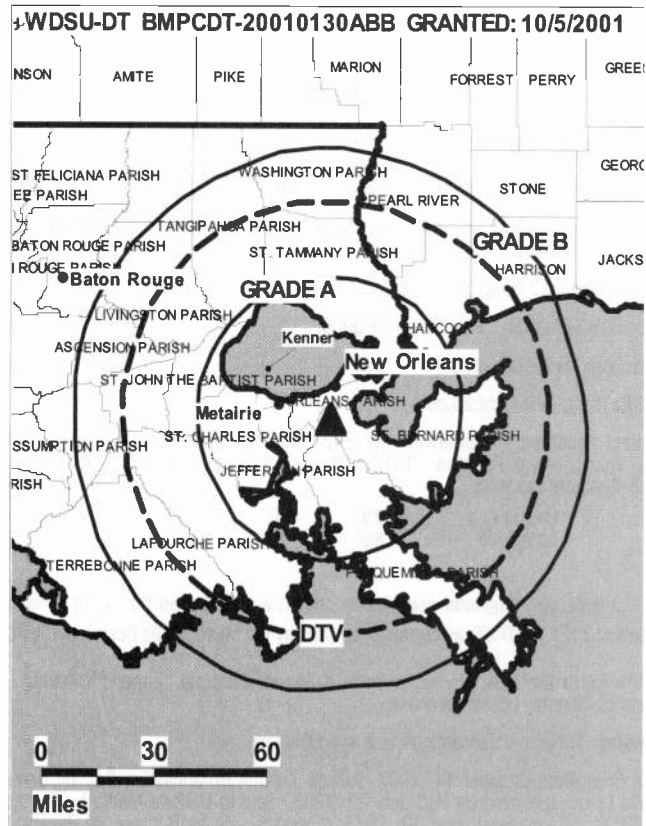 WDSU-DT BMPCDT-20010130ABB GRANTED: 10/5/2001
NSON
AMITE
PIKE
MARION
FORREST
PERRY
GREE
ST FELICIANA PARISH
EE PARISH
WASHINGTON PARISH
PEARL RIVER
STONE
GEORG
TANGIPAHOA PARISH
BATON ROUGE PARISH
ST. TAMMANY PARISH
GRADE B
HARRISON
JACKS
I ROUGE PARISH
Baton Rouge
GRADE A
LIVINGSTON PARISH
Kenner
HANCOCK
ASCENSION PARISH
New Orleans
ST. JOHN THE BAPTIST PARISH
Metairie
ORLEANS PARISH
SSUMPTION PARISH
ST. CHARLES PARISH
ST. BERNARD PARISH
RISH
JEFFERSON PARISH
LAFOURCHE PARISH
TERREBONNE PARISH
PLAQUEMINES PARISH
DTV
0 30 60
Miles